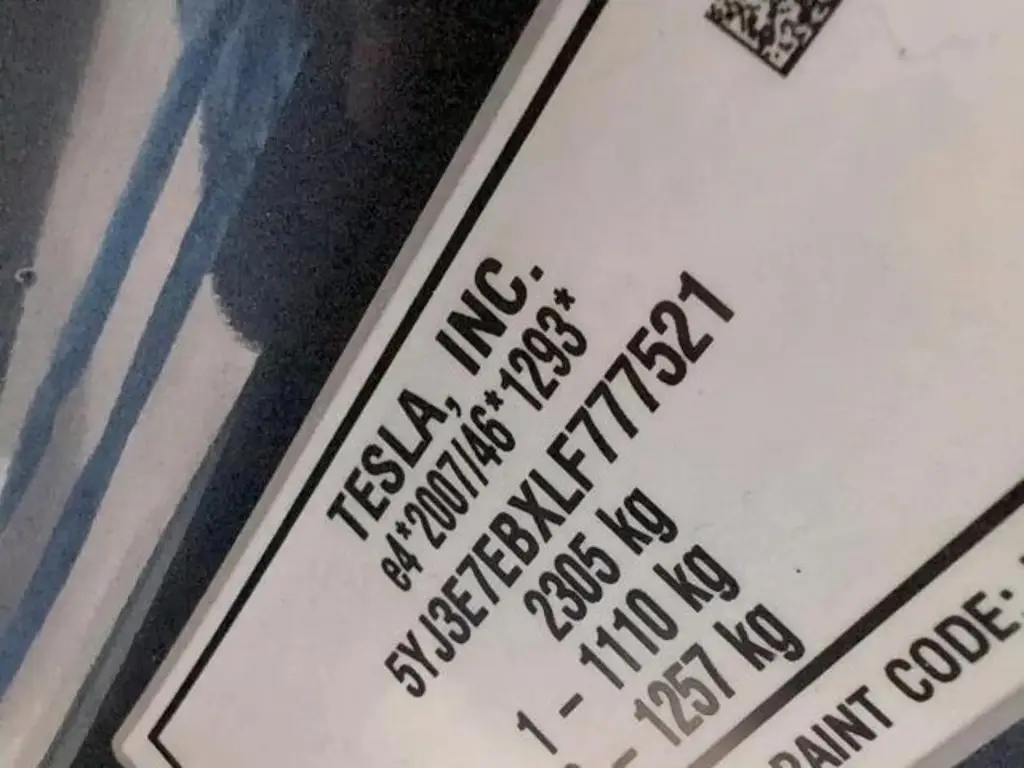 TESLA, INC.
e4*2007/46*1293*
5YJ3E7EBXLF777521
2305 kg
1 - 1110 kg
- 1257 kg
PAINT CODE: